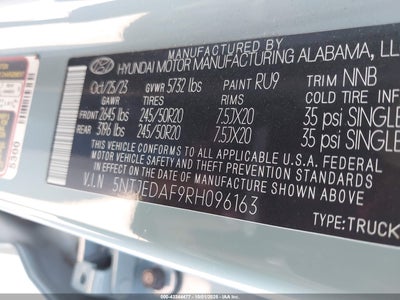 HYUNDAI MOTOR MANUFACTURING ALABAMA, LL
Oct/25/23 GVWR 5732 lbs PAINT RU9 TRIM NNB
GAWR TIRES RIMS COLD TIRE INF
FRONT 2645 lbs 245/50R20 7.5JX20 35 psi SINGLE
REAR 3196 lbs 245/50R20 7.5JX20 35 psi SINGLE
THIS VEHICLE CONFORMS TO ALL APPLICABLE U.S.A. FEDERAL
MOTOR VEHICLE SAFETY AND THEFT PREVENTION STANDARDS
IN EFFECT ON THE DATE OF MANUFACTURE SHOWN ABOVE.
V.I.N 5NTJEDAF9RH096163
TYPE:TRUCK